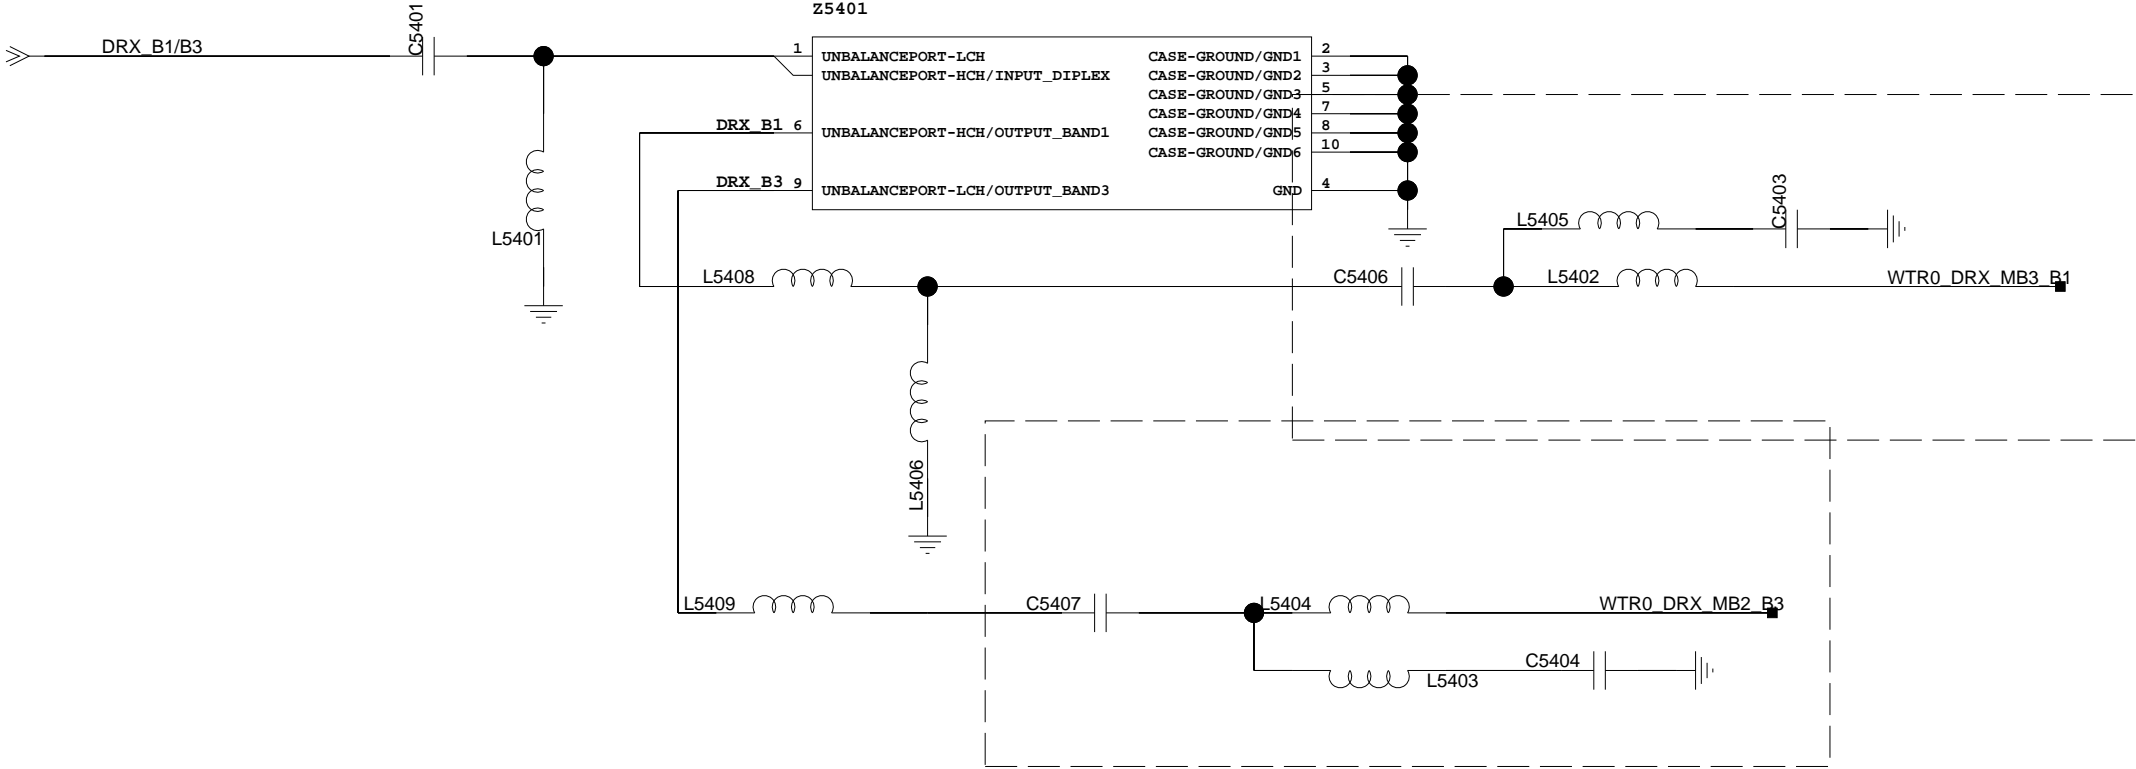 Z5401
C5401
DRX_B1/B3
1 UNBALANCEPORT-LCH CASE-GROUND/GND1 2
UNBALANCEPORT-HCH/INPUT_DIPLEX CASE-GROUND/GND2 3
CASE-GROUND/GND3 5
CASE-GROUND/GND4 7
DRX_B1 6 UNBALANCEPORT-HCH/OUTPUT_BAND1 CASE-GROUND/GND5 8
CASE-GROUND/GND6 10
DRX_B3 9 UNBALANCEPORT-LCH/OUTPUT_BAND3 GND 4
C5403
L5405
L5401
L5408
C5406
L5402
WTR0_DRX_MB3_B1
L5406
L5409
C5407
L5404
WTR0_DRX_MB2_B3
C5404
L5403